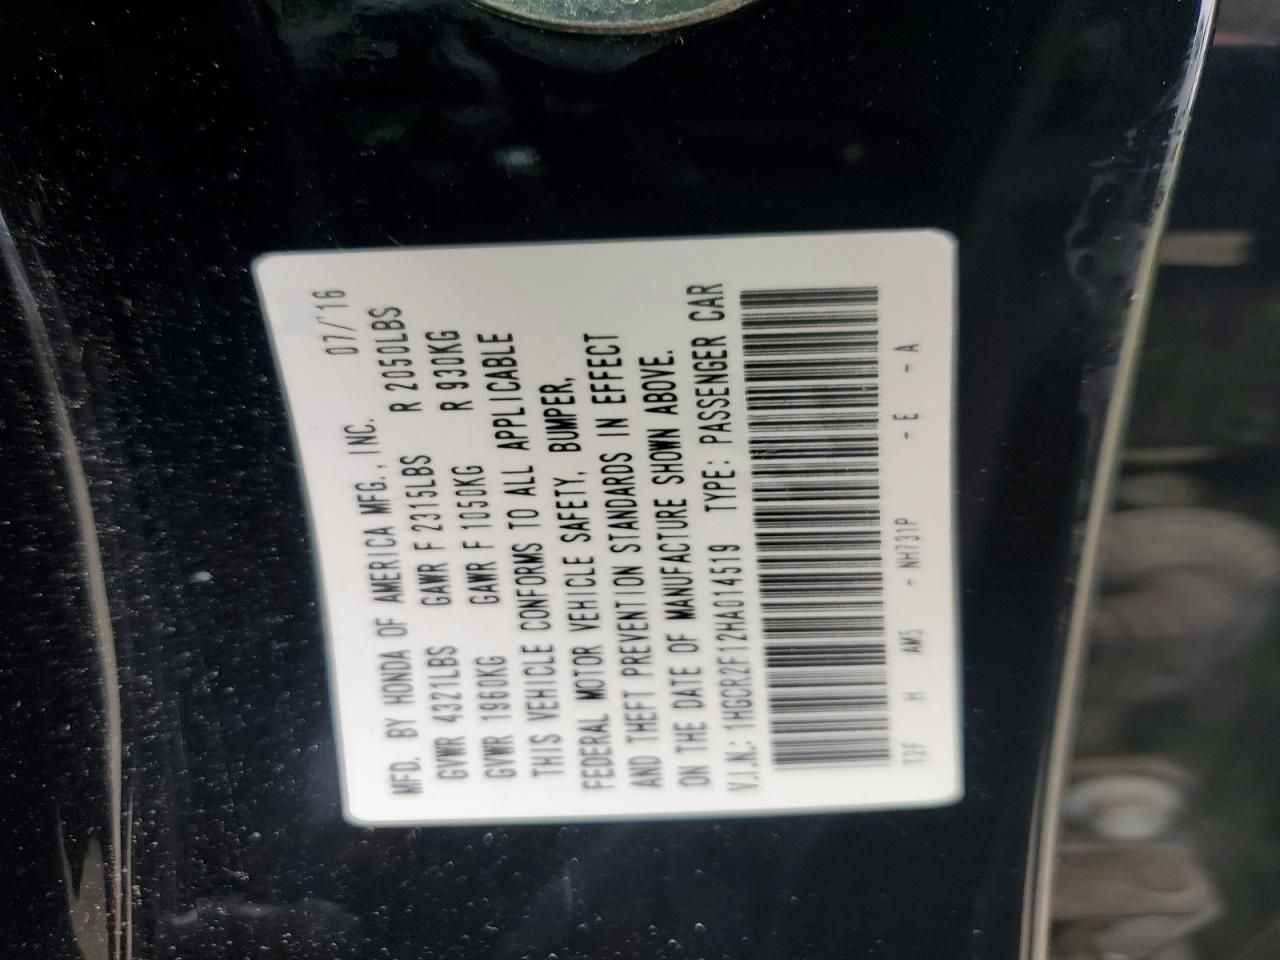 MFD. BY HONDA OF AMERICA MFG., INC. 07/16
GVWR 4321LBS GAWR F 2315LBS R 2050LBS
GVWR 1960KG GAWR F 1050KG R 930KG
THIS VEHICLE CONFORMS TO ALL APPLICABLE
FEDERAL MOTOR VEHICLE SAFETY, BUMPER,
AND THEFT PREVENTION STANDARDS IN EFFECT
ON THE DATE OF MANUFACTURE SHOWN ABOVE.
V.I.N.: 1HGCR2F12HA014519 TYPE: PASSENGER CAR
T2F H AM5 - NH731P - E - A